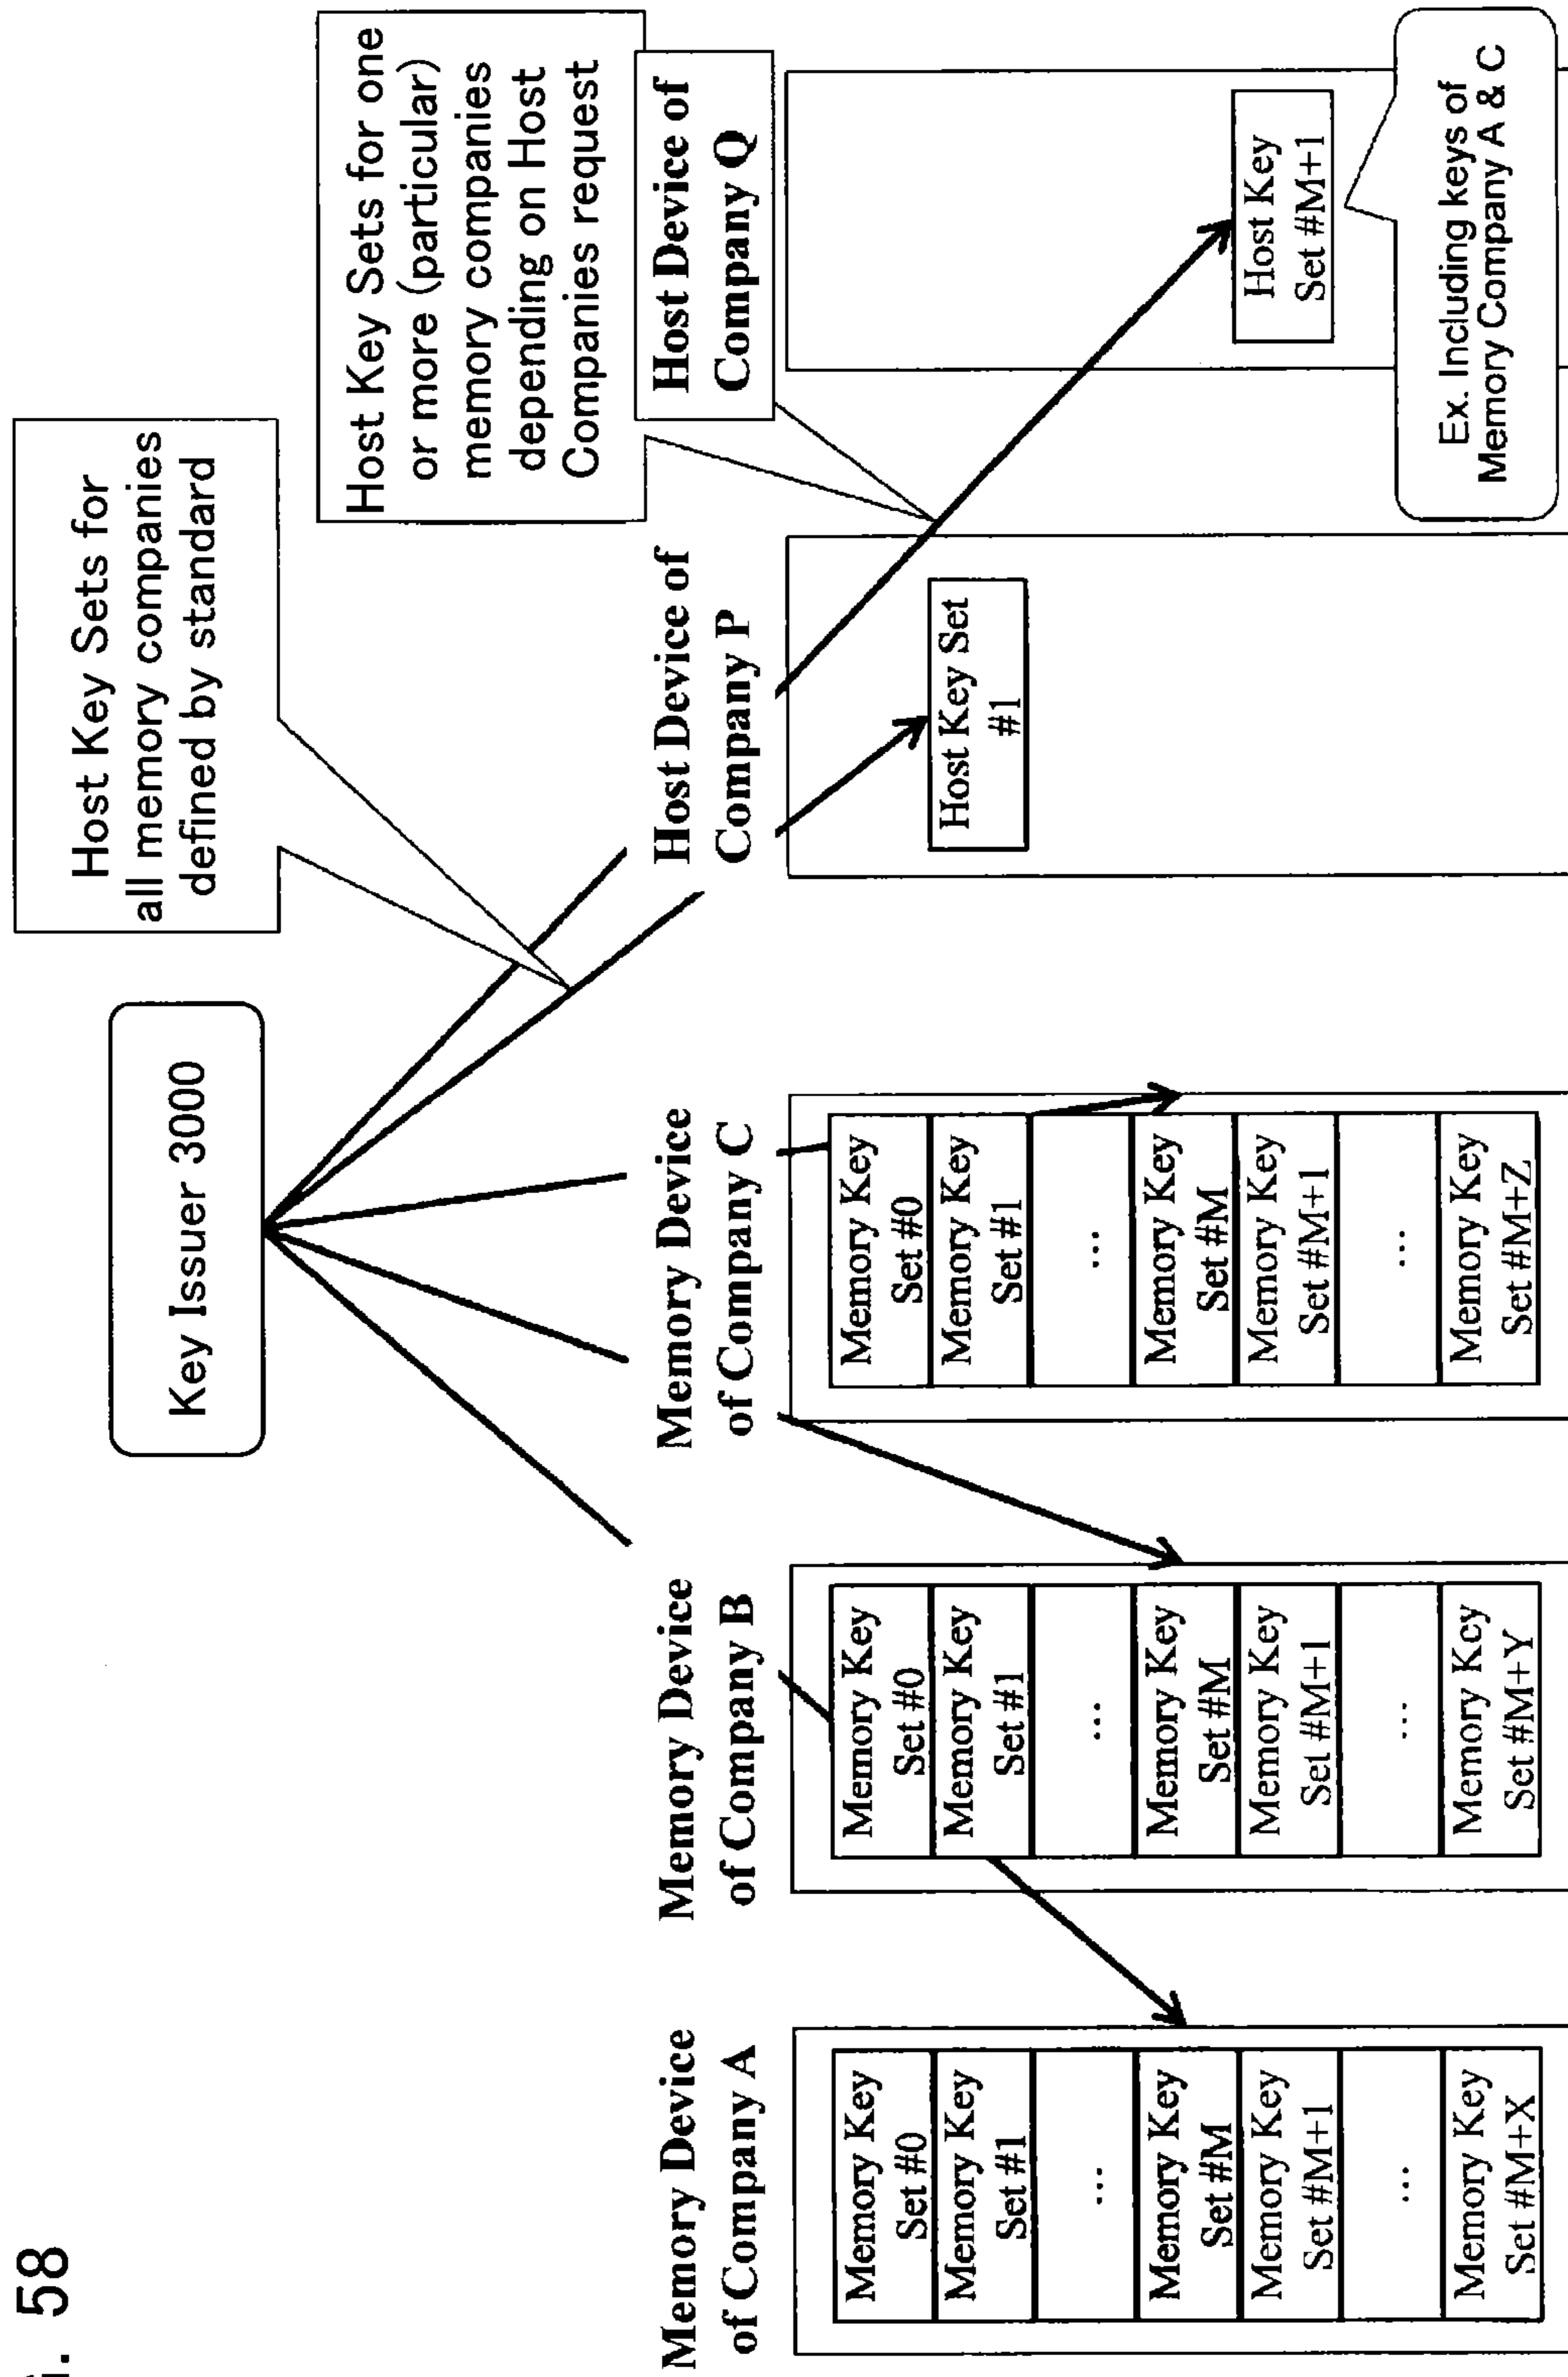 58
Key Issuer 3000
Host Key Sets for
all memory companies
defined by standard
Host Key Sets for one
or more (particular)
memory companies
depending on Host
Companies request
Memory Device
of Company A
Memory Key
Set #0
Memory Key
Set #1
...
Memory Key
Set #M
Memory Key
Set #M+1
...
Memory Key
Set #M+X
Memory Device
of Company B
Memory Key
Set #0
Memory Key
Set #1
...
Memory Key
Set #M
Memory Key
Set #M+1
...
Memory Key
Set #M+Y
Memory Device
of Company C
Memory Key
Set #0
Memory Key
Set #1
...
Memory Key
Set #M
Memory Key
Set #M+1
...
Memory Key
Set #M+Z
Host Device of
Company P
Host Key Set
#1
Host Device of
Company Q
Host Key
Set #M+1
Ex. Including keys of
Memory Company A & C